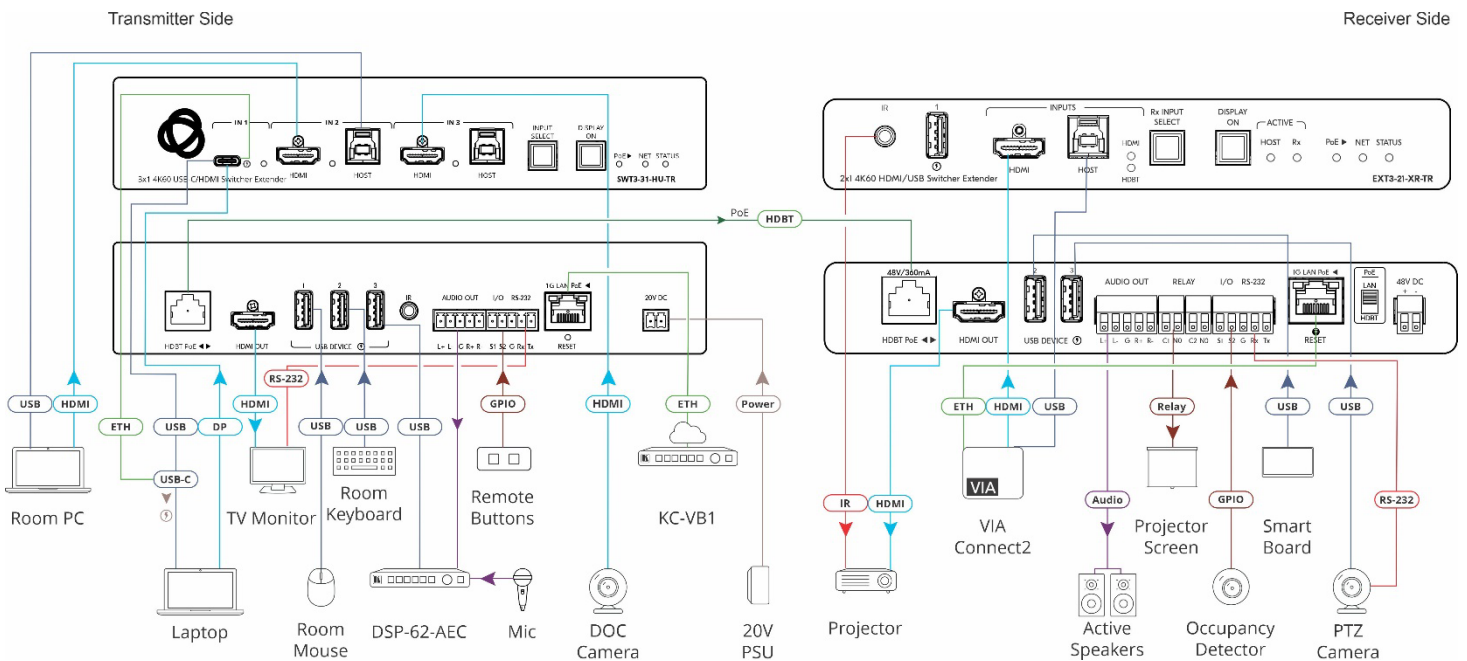 Transmitter Side
Receiver Side
IN 1
IN 2
IN 3
INPUT SELECT
DISPLAY ON
PoE ▶ NET STATUS
HDMI
HOST
HDMI
HOST
3x1 4K60 USB-C/HDMI Switcher Extender
SWT3-31-HU-TR
IR
1
INPUTS
Rx INPUT SELECT
DISPLAY ON
ACTIVE
HOST Rx
PoE ▶ NET STATUS
HDMI
HDBT
HDMI
HOST
2x1 4K60 HDMI/USB Switcher Extender
EXT3-21-XR-TR
PoE
HDBT
1
2
3
IR
AUDIO OUT
I/O
RS-232
1G LAN PoE ◀
20V DC
L+ L G R+ R
S1 S2 G Rx Tx
RESET
HDBT PoE ◀ ▶
HDMI OUT
USB DEVICE
48V/360mA
2
3
AUDIO OUT
RELAY
I/O
RS-232
1G LAN PoE ◀
PoE
LAN
HDBT
48V DC
+ -
L+ L- G R+ R-
C1 NO C2 NO
S1 S2 G Rx Tx
RESET
HDBT PoE ◀ ▶
HDMI OUT
USB DEVICE
RS-232
USB
HDMI
ETH
USB
DP
HDMI
USB
USB
USB
GPIO
HDMI
ETH
Power
ETH
HDMI
USB
Relay
USB
USB
USB-C
VIA
IR
HDMI
Audio
GPIO
RS-232
Room PC
TV Monitor
Room Keyboard
Remote Buttons
KC-VB1
VIA Connect2
Projector Screen
Smart Board
Laptop
Room Mouse
DSP-62-AEC
Mic
DOC Camera
20V PSU
Projector
Active Speakers
Occupancy Detector
PTZ Camera